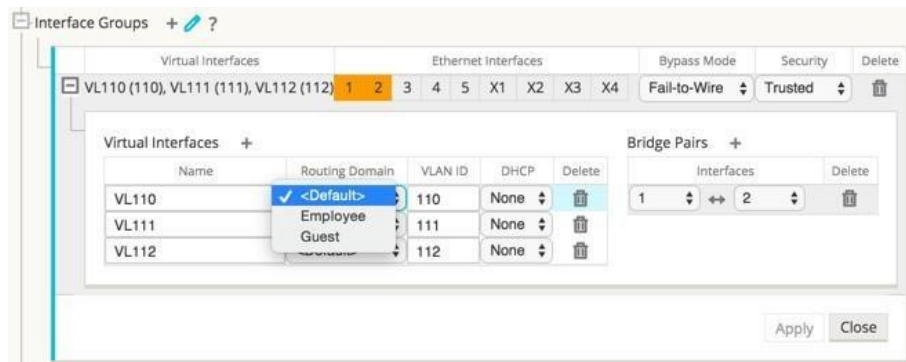 Interface Groups + ?
Virtual Interfaces Ethernet Interfaces Bypass Mode Security Delete
VL110 (110), VL111 (111), VL112 (112) 1 2 3 4 5 X1 X2 X3 X4 Fail-to-Wire Trusted
Virtual Interfaces +
Bridge Pairs +
Name Routing Domain VLAN ID DHCP Delete
Interfaces Delete
VL110 ✓ <Default> 110 None
1 ↔ 2
Employee
VL111 111 None
Guest
VL112 <Default> 112 None
Apply Close